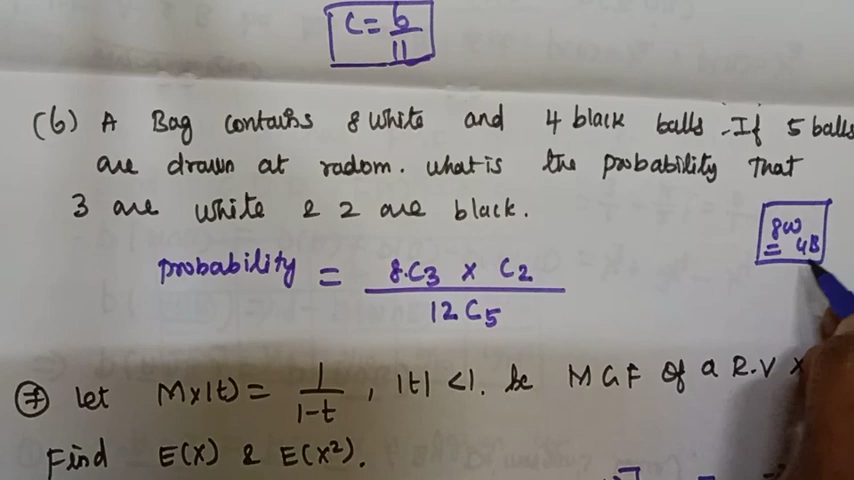 C = 6/11
(6) A Bag contains 8 white and 4 black balls. If 5 balls
are drawn at radom. what is the probability That
3 are white & 2 are black.
8W
4B
probability = 8.C3 x C2 / 12C5
⑦ Let Mx(t) = 1/1-t, |t| <1. be MGF of a R.V X
Find E(X) & E(X²).